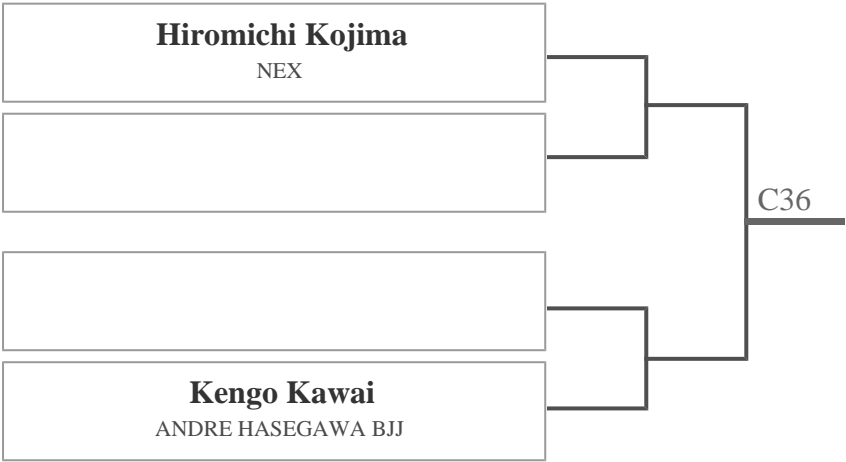 Hiromichi Kojima
NEX
C36
Kengo Kawai
ANDRE HASEGAWA BJJ